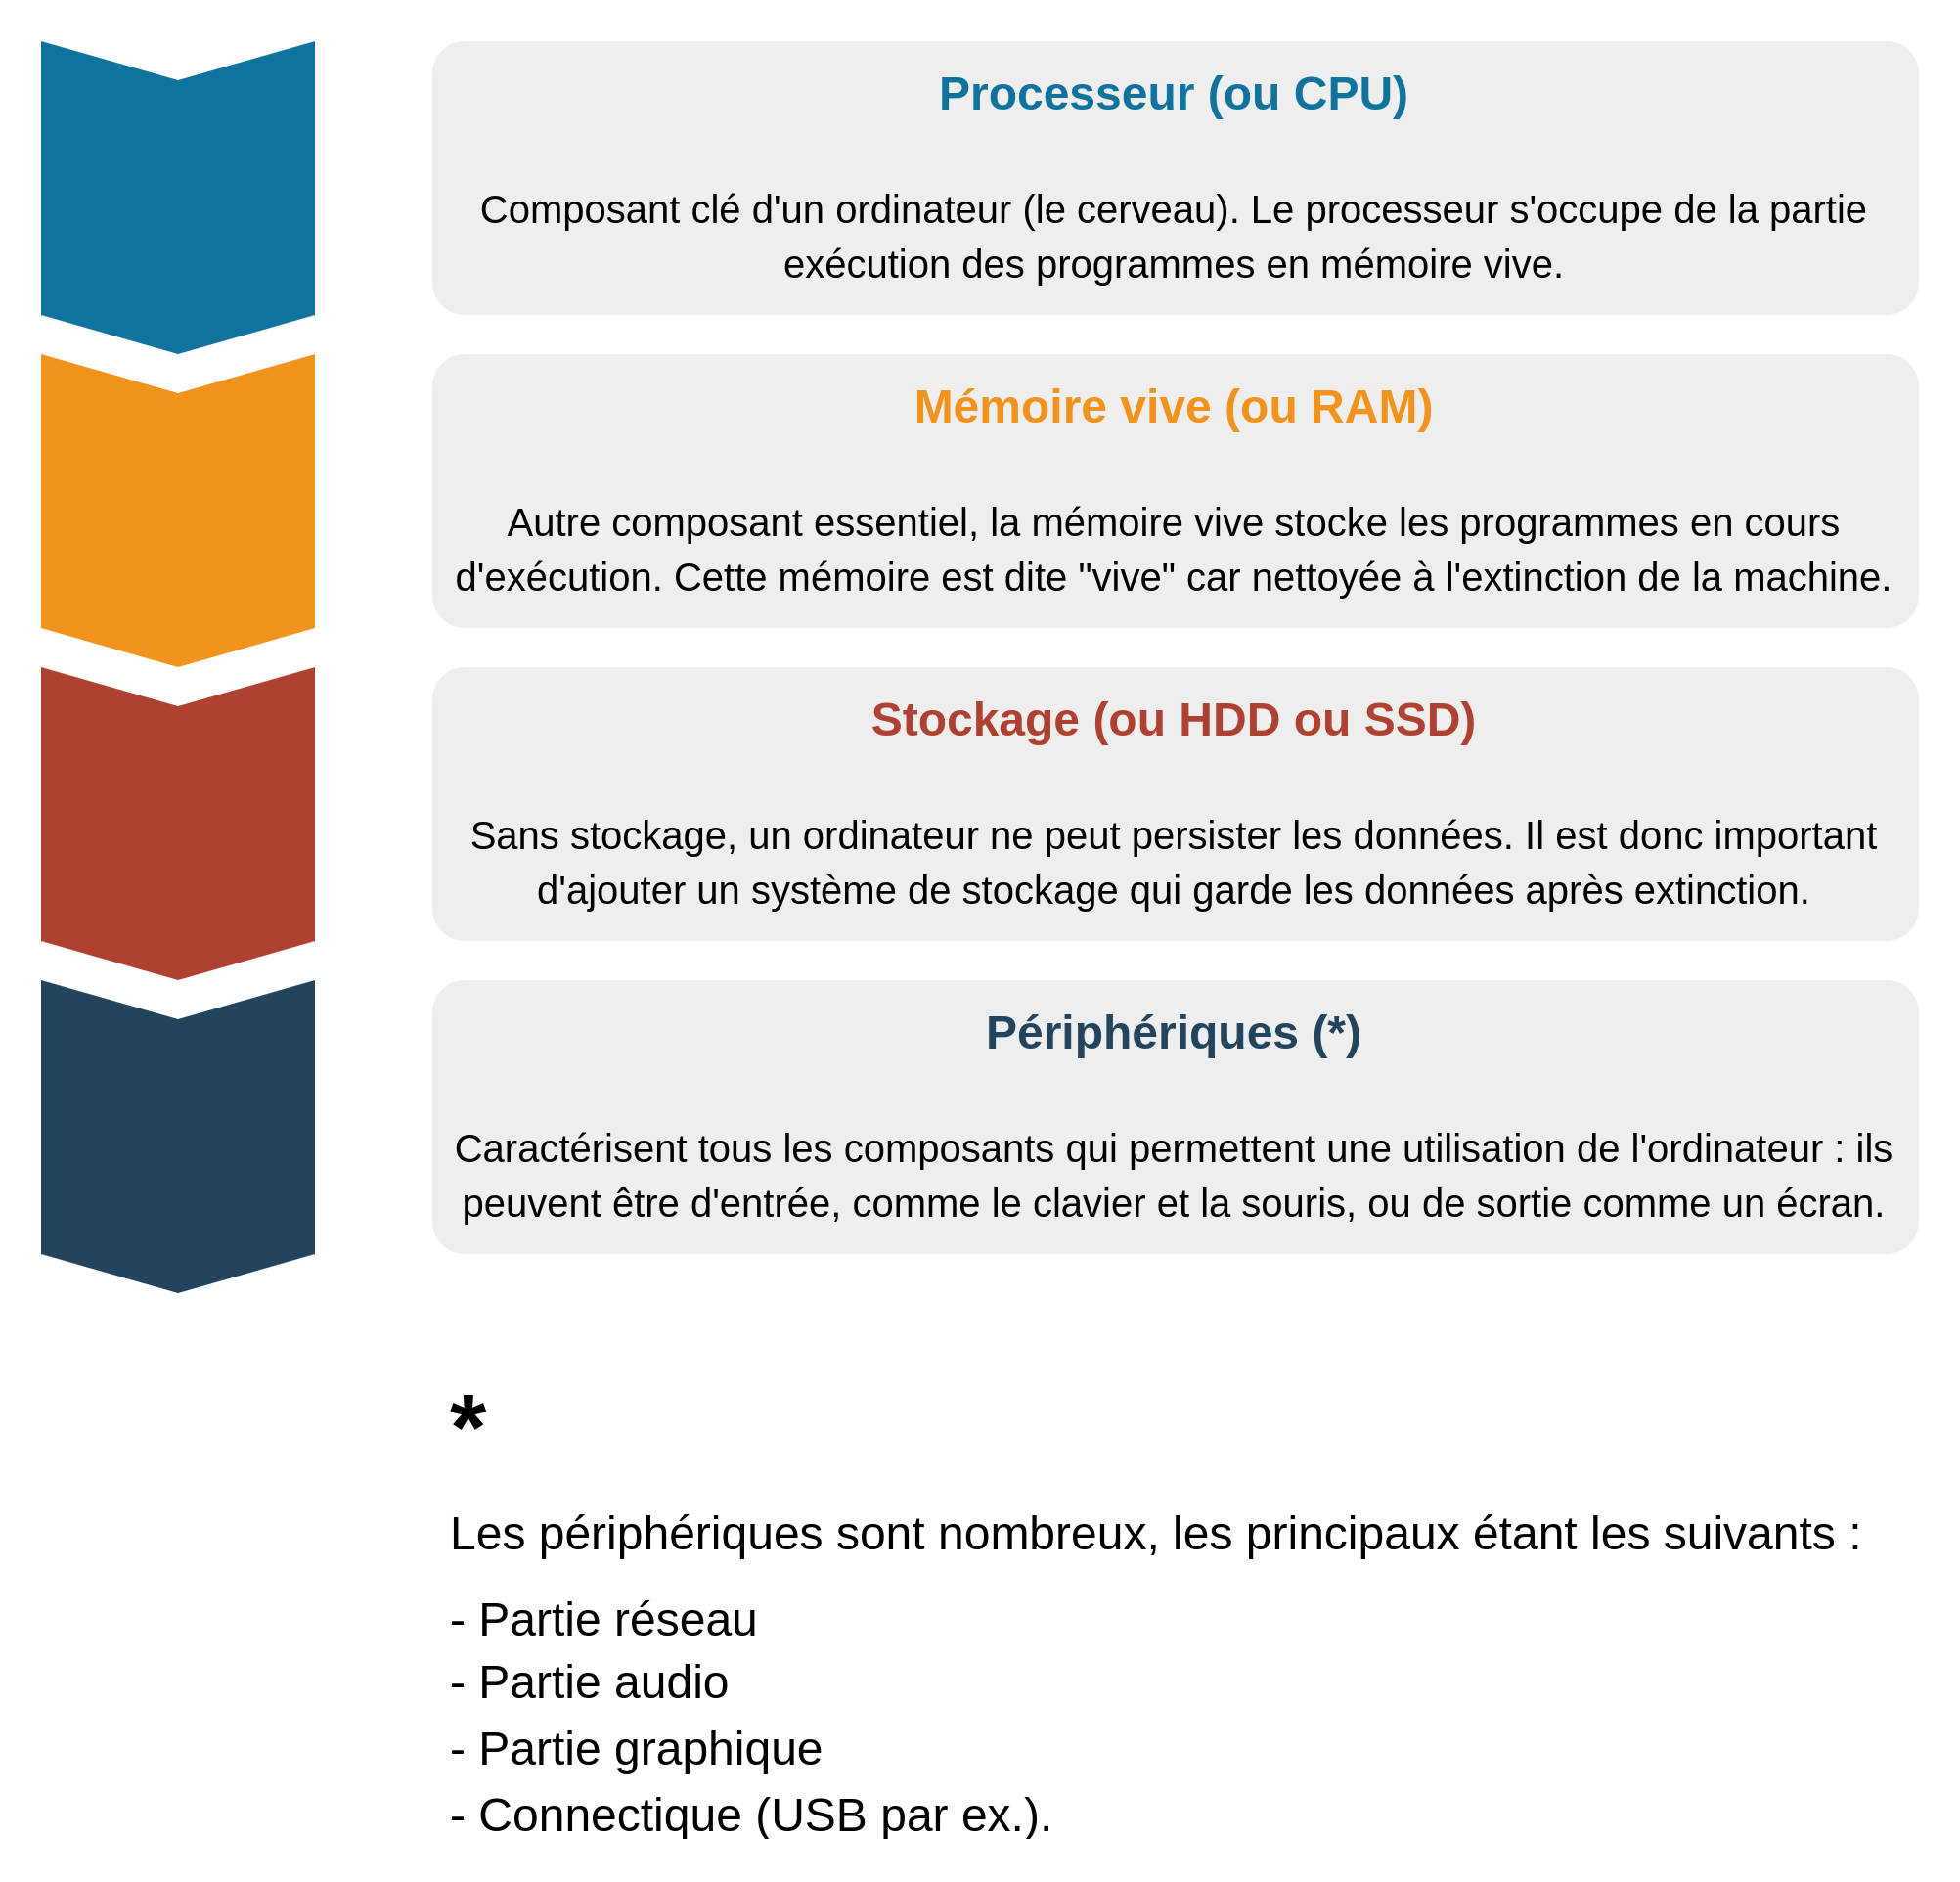 Processeur (ou CPU)
Composant clé d'un ordinateur (le cerveau). Le processeur s'occupe de la partie
exécution des programmes en mémoire vive.
Mémoire vive (ou RAM)
Autre composant essentiel, la mémoire vive stocke les programmes en cours
d'exécution. Cette mémoire est dite "vive" car nettoyée à l'extinction de la machine.
Stockage (ou HDD ou SSD)
Sans stockage, un ordinateur ne peut persister les données. Il est donc important
d'ajouter un système de stockage qui garde les données après extinction.
Périphériques (*)
Caractérisent tous les composants qui permettent une utilisation de l'ordinateur : ils
peuvent être d'entrée, comme le clavier et la souris, ou de sortie comme un écran.
*
Les périphériques sont nombreux, les principaux étant les suivants :
- Partie réseau
- Partie audio
- Partie graphique
- Connectique (USB par ex.).